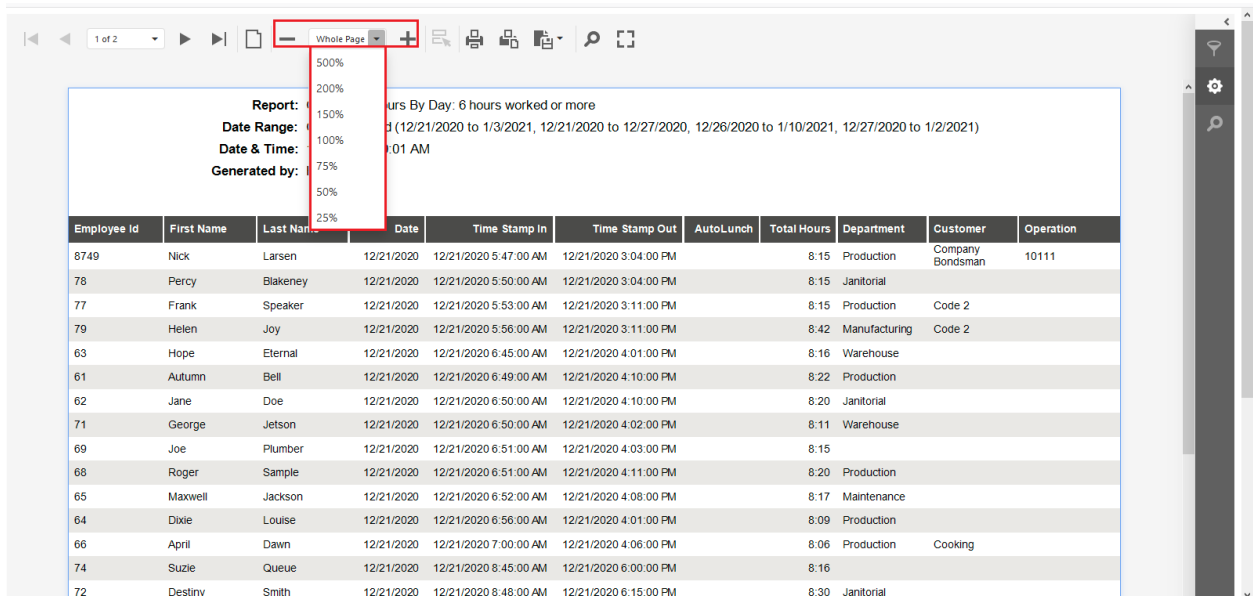 1 of 2 Whole Page
500%
200%
150%
100%
75%
50%
25%
Report: urs By Day: 6 hours worked or more
Date Range: d (12/21/2020 to 1/3/2021, 12/21/2020 to 12/27/2020, 12/26/2020 to 1/10/2021, 12/27/2020 to 1/2/2021)
Date & Time: :01 AM
Generated by:
Employee Id First Name Last Name Date Time Stamp In Time Stamp Out AutoLunch Total Hours Department Customer Operation
8749 Nick Larsen 12/21/2020 12/21/2020 5:47:00 AM 12/21/2020 3:04:00 PM 8:15 Production Company Bondsman 10111
78 Percy Blakeney 12/21/2020 12/21/2020 5:50:00 AM 12/21/2020 3:04:00 PM 8:15 Janitorial
77 Frank Speaker 12/21/2020 12/21/2020 5:53:00 AM 12/21/2020 3:11:00 PM 8:15 Production Code 2
79 Helen Joy 12/21/2020 12/21/2020 5:56:00 AM 12/21/2020 3:11:00 PM 8:42 Manufacturing Code 2
63 Hope Eternal 12/21/2020 12/21/2020 6:45:00 AM 12/21/2020 4:01:00 PM 8:16 Warehouse
61 Autumn Bell 12/21/2020 12/21/2020 6:49:00 AM 12/21/2020 4:10:00 PM 8:22 Production
62 Jane Doe 12/21/2020 12/21/2020 6:50:00 AM 12/21/2020 4:10:00 PM 8:20 Janitorial
71 George Jetson 12/21/2020 12/21/2020 6:50:00 AM 12/21/2020 4:02:00 PM 8:11 Warehouse
69 Joe Plumber 12/21/2020 12/21/2020 6:51:00 AM 12/21/2020 4:03:00 PM 8:15
68 Roger Sample 12/21/2020 12/21/2020 6:51:00 AM 12/21/2020 4:11:00 PM 8:20 Production
65 Maxwell Jackson 12/21/2020 12/21/2020 6:52:00 AM 12/21/2020 4:08:00 PM 8:17 Maintenance
64 Dixie Louise 12/21/2020 12/21/2020 6:56:00 AM 12/21/2020 4:01:00 PM 8:09 Production
66 April Dawn 12/21/2020 12/21/2020 7:00:00 AM 12/21/2020 4:06:00 PM 8:06 Production Cooking
74 Suzie Queue 12/21/2020 12/21/2020 8:45:00 AM 12/21/2020 6:00:00 PM 8:16
72 Destiny Smith 12/21/2020 12/21/2020 8:48:00 AM 12/21/2020 6:15:00 PM 8:30 Janitorial